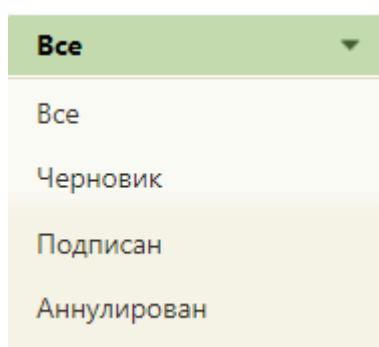 Все
Все
Черновик
Подписан
Аннулирован